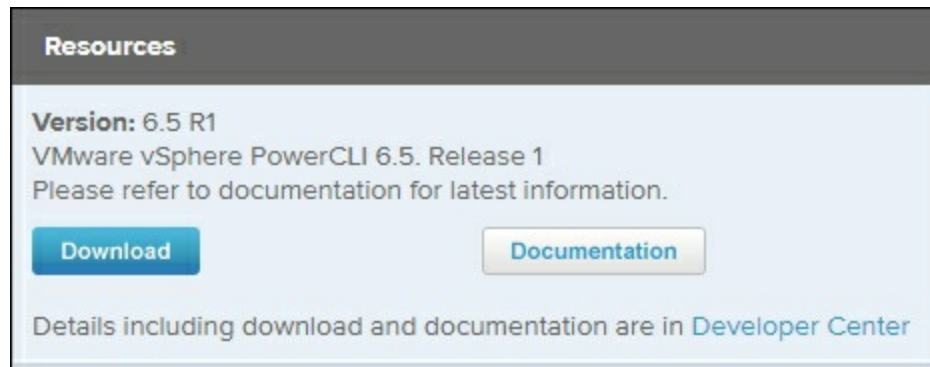 Resources
Version: 6.5 R1
VMware vSphere PowerCLI 6.5. Release 1
Please refer to documentation for latest information.
Download Documentation
Details including download and documentation are in Developer Center